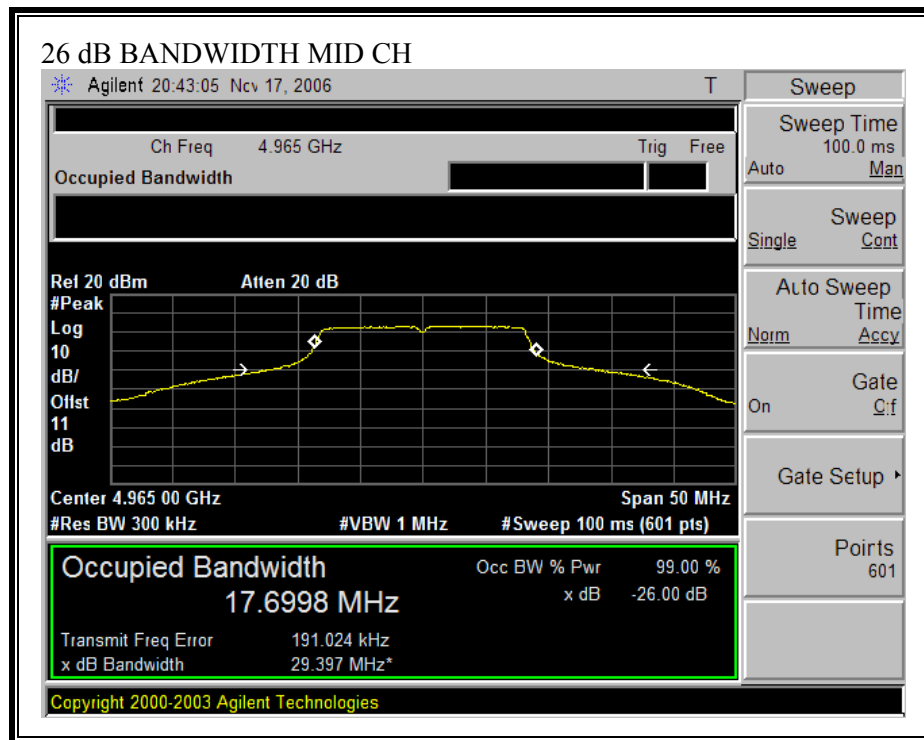 26 dB BANDWIDTH MID CH
Agilent 20:43:05 Nov 17, 2006 T
Ch Freq 4.965 GHz Trig Free
Occupied Bandwidth
Ref 20 dBm Atten 20 dB
#Peak
Log
10
dB/
Offst
11
dB
Center 4.965 00 GHz Span 50 MHz
#Res BW 300 kHz #VBW 1 MHz #Sweep 100 ms (601 pts)
Occupied Bandwidth
17.6998 MHz
Occ BW % Pwr 99.00 %
x dB -26.00 dB
Transmit Freq Error 191.024 kHz
x dB Bandwidth 29.397 MHz*
Copyright 2000-2003 Agilent Technologies
Sweep
Sweep Time
100.0 ms
Auto Man
Sweep
Single Cont
Auto Sweep
Time
Norm Accy
Gate
On Off
Gate Setup
Points
601